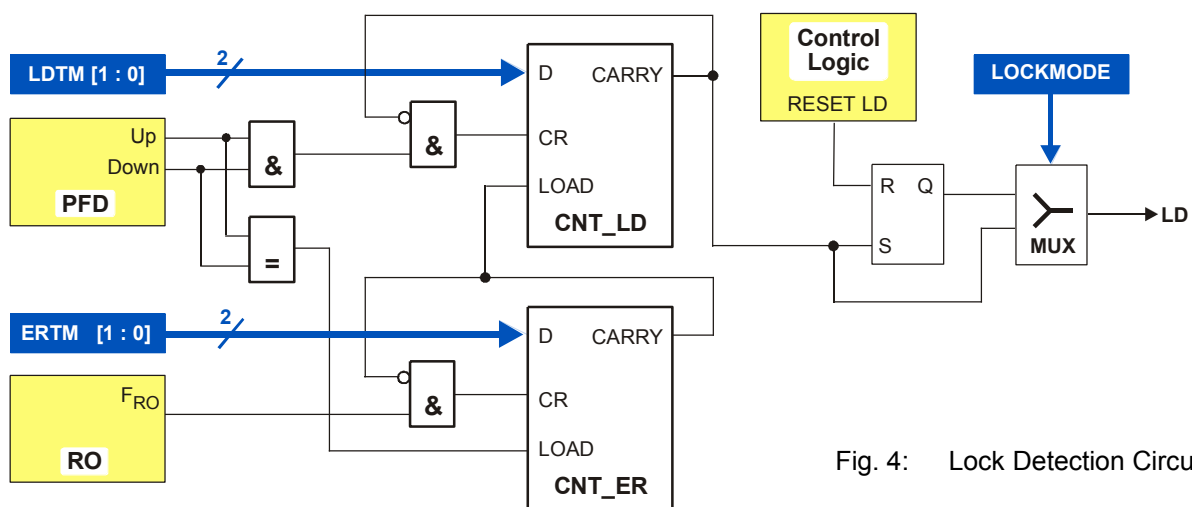 LDTM [1 : 0]
2
D
CARRY
CR
LOAD
CNT_LD
Up
Down
PFD
&
&
=
Control
Logic
RESET LD
LOCKMODE
R
Q
S
MUX
LD
ERTM [1 : 0]
2
D
CARRY
CR
LOAD
CNT_ER
FRO
RO
&
Fig. 4: Lock Detection Circu